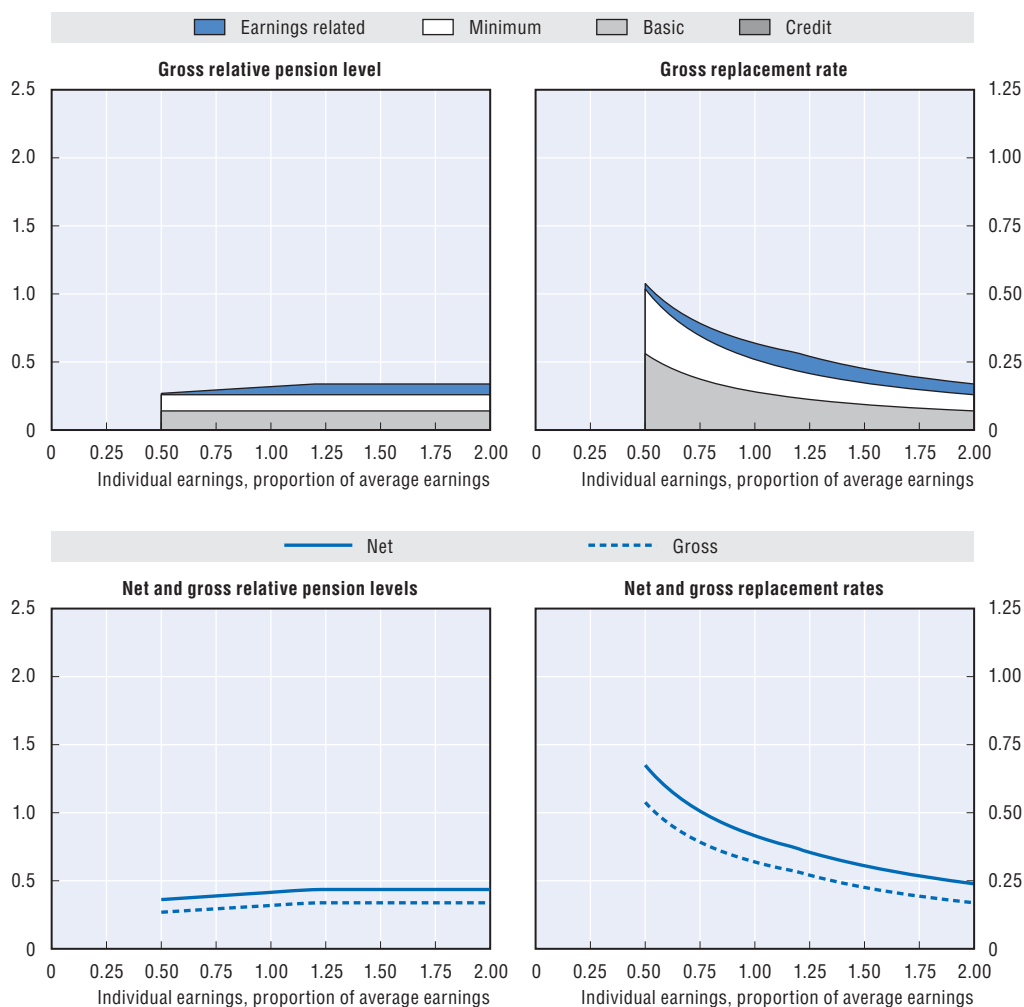 Earnings related Minimum Basic Credit
Gross relative pension level
2.5
2.0
1.5
1.0
0.5
0
0 0.25 0.50 0.75 1.00 1.25 1.50 1.75 2.00
Individual earnings, proportion of average earnings
Gross replacement rate
1.25
1.00
0.75
0.50
0.25
0
0 0.25 0.50 0.75 1.00 1.25 1.50 1.75 2.00
Individual earnings, proportion of average earnings
Net Gross
Net and gross relative pension levels
2.5
2.0
1.5
1.0
0.5
0
0 0.25 0.50 0.75 1.00 1.25 1.50 1.75 2.00
Individual earnings, proportion of average earnings
Net and gross replacement rates
1.25
1.00
0.75
0.50
0.25
0
0 0.25 0.50 0.75 1.00 1.25 1.50 1.75 2.00
Individual earnings, proportion of average earnings